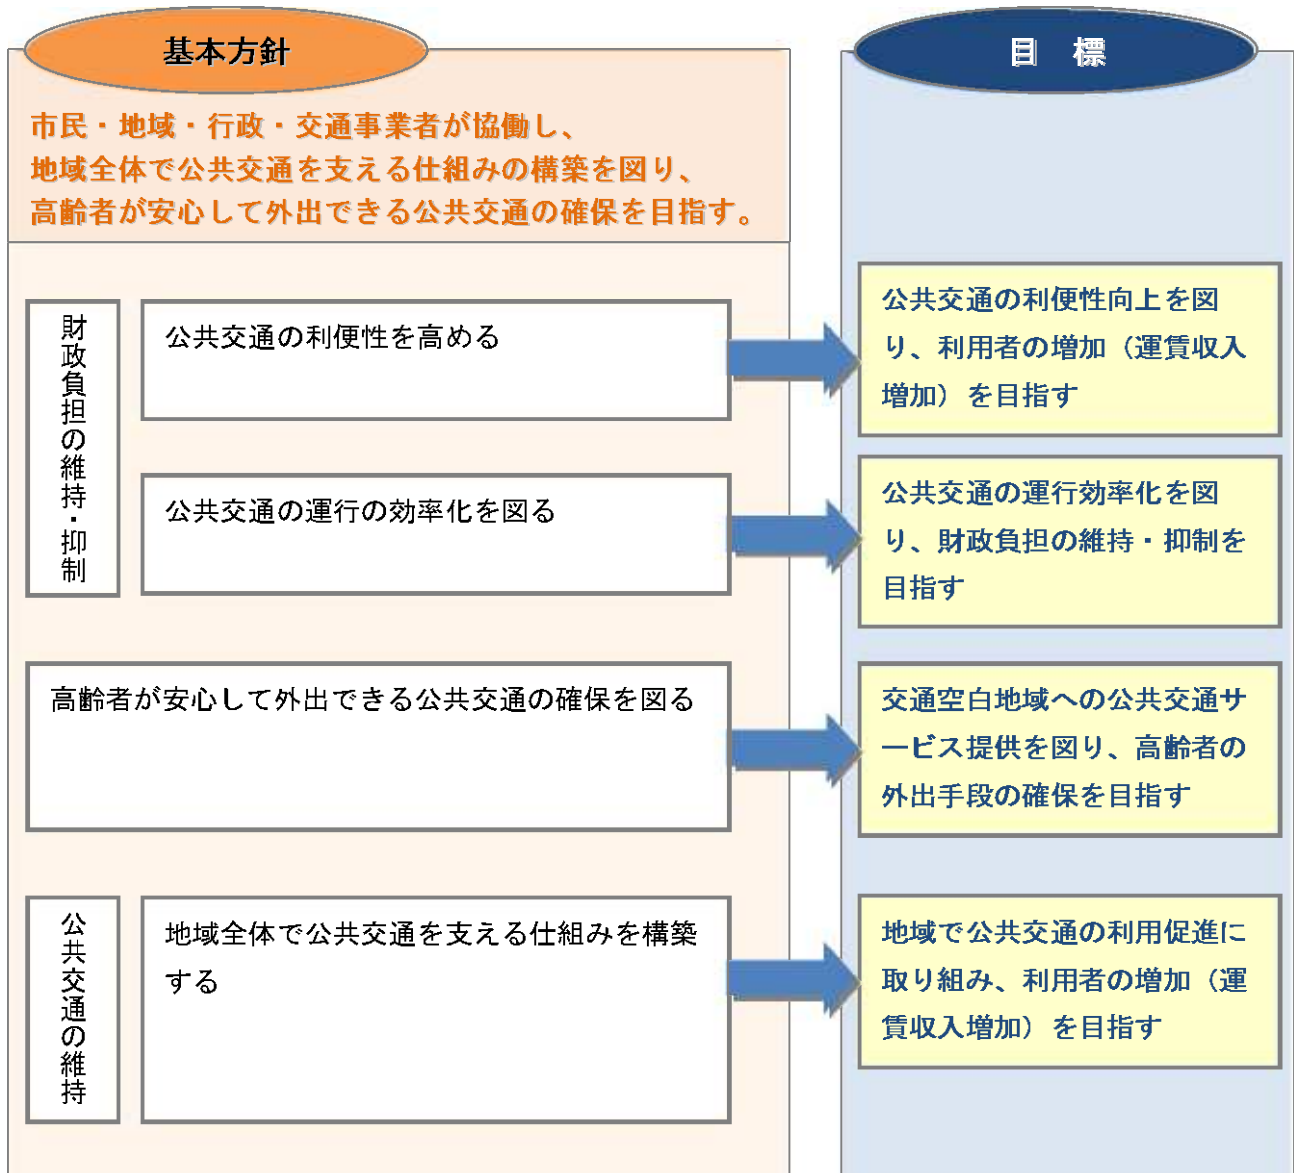 基本方針
市民・地域・行政・交通事業者が協働し、
地域全体で公共交通を支える仕組みの構築を図り、
高齢者が安心して外出できる公共交通の確保を目指す。
財政負担の維持・抑制
公共交通の利便性を高める
公共交通の運行の効率化を図る
高齢者が安心して外出できる公共交通の確保を図る
公共交通の維持
地域全体で公共交通を支える仕組みを構築
する
目 標
公共交通の利便性向上を図
り、利用者の増加（運賃収入
増加）を目指す
公共交通の運行効率化を図
り、財政負担の維持・抑制を
目指す
交通空白地域への公共交通サ
ービス提供を図り、高齢者の
外出手段の確保を目指す
地域で公共交通の利用促進に
取り組み、利用者の増加（運
賃収入増加）を目指す